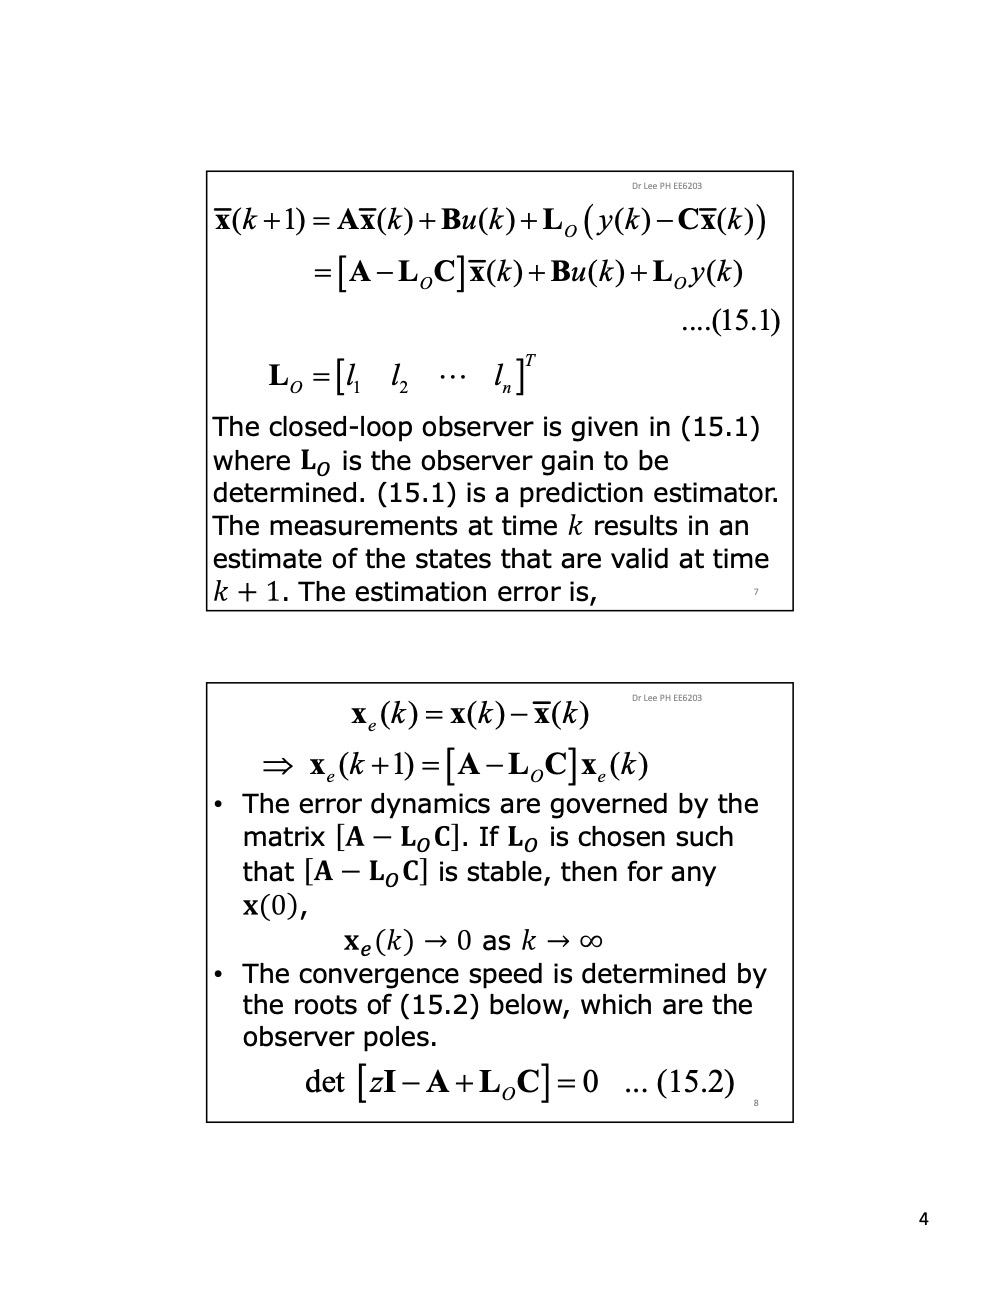 Dr Lee PH EE6203
x̅(k+1) = Ax̅(k) + Bu(k) + L_O (y(k) − Cx̅(k))
= [A − L_OC]x̅(k) + Bu(k) + L_Oy(k)
....(15.1)
L_O = [l_1 l_2 ⋯ l_n]^T
The closed-loop observer is given in (15.1)
where L_O is the observer gain to be
determined. (15.1) is a prediction estimator.
The measurements at time k results in an
estimate of the states that are valid at time
k + 1. The estimation error is,
7
Dr Lee PH EE6203
x_e(k) = x(k) − x̅(k)
⇒ x_e(k+1) = [A − L_OC]x_e(k)
• The error dynamics are governed by the
matrix [A − L_OC]. If L_O is chosen such
that [A − L_OC] is stable, then for any
x(0),
x_e(k) → 0 as k → ∞
• The convergence speed is determined by
the roots of (15.2) below, which are the
observer poles.
det [zI − A + L_OC] = 0 ... (15.2)
8
4